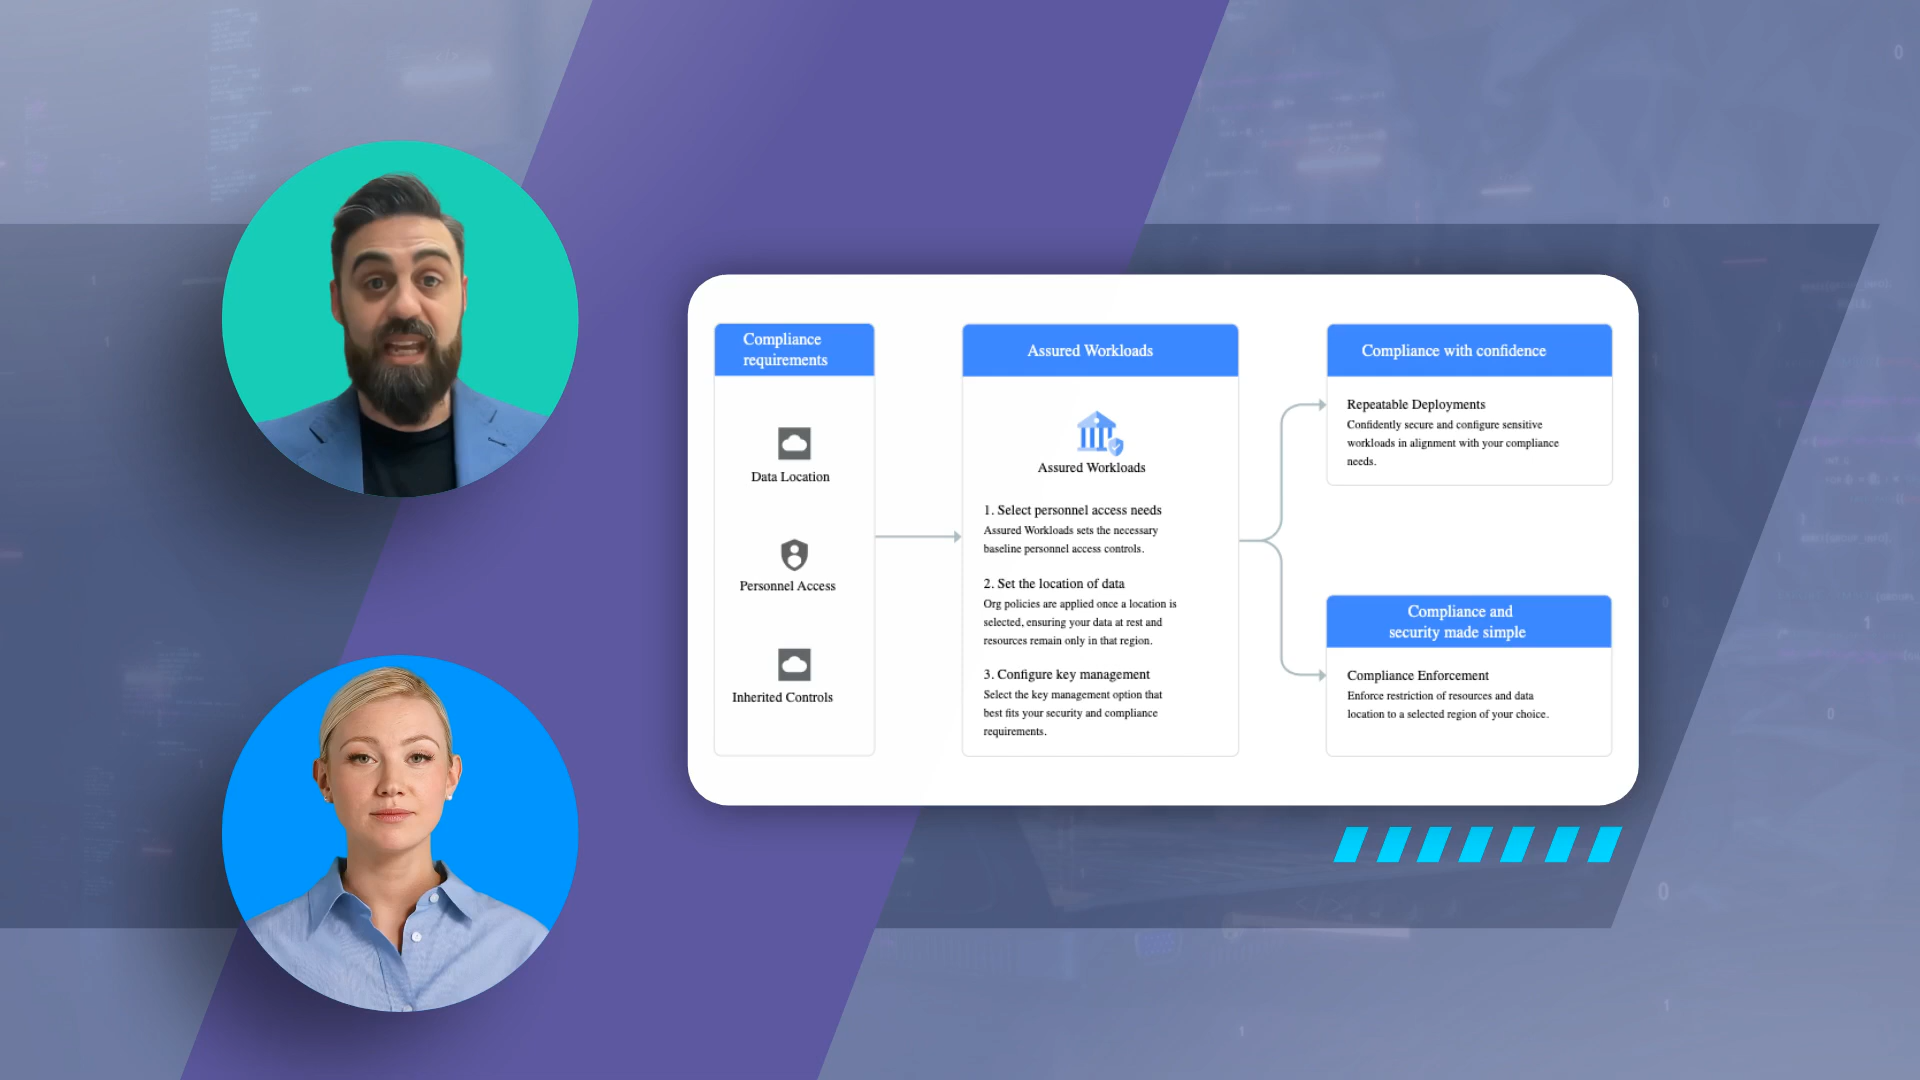 Compliance
requirements
Data Location
Personnel Access
Inherited Controls
Assured Workloads
Assured Workloads
1. Select personnel access needs
Assured Workloads sets the necessary
baseline personnel access controls.
2. Set the location of data
Org policies are applied once a location is
selected, ensuring your data at rest and
resources remain only in that region.
3. Configure key management
Select the key management option that
best fits your security and compliance
requirements.
Compliance with confidence
Repeatable Deployments
Confidently secure and configure sensitive
workloads in alignment with your compliance
needs.
Compliance and
security made simple
Compliance Enforcement
Enforce restriction of resources and data
location to a selected region of your choice.